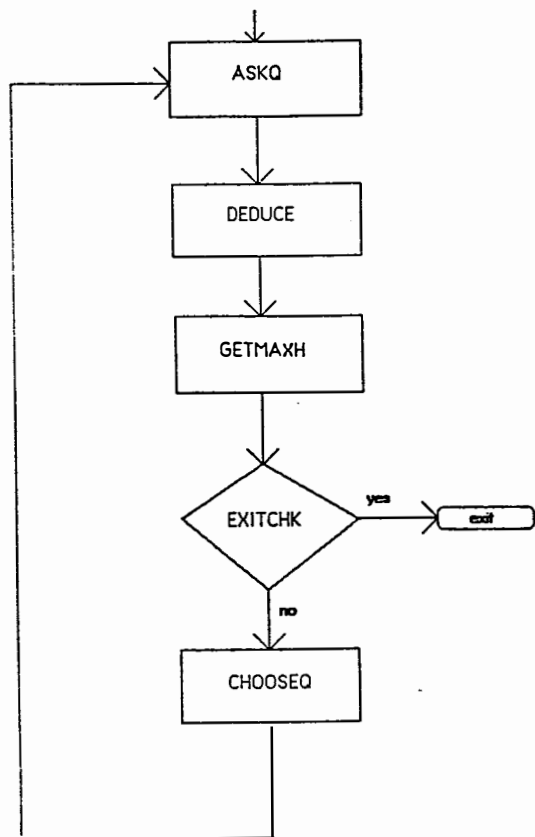 ASKQ
DEDUCE
GETMAXH
EXITCHK
yes
exit
no
CHOOSEQ